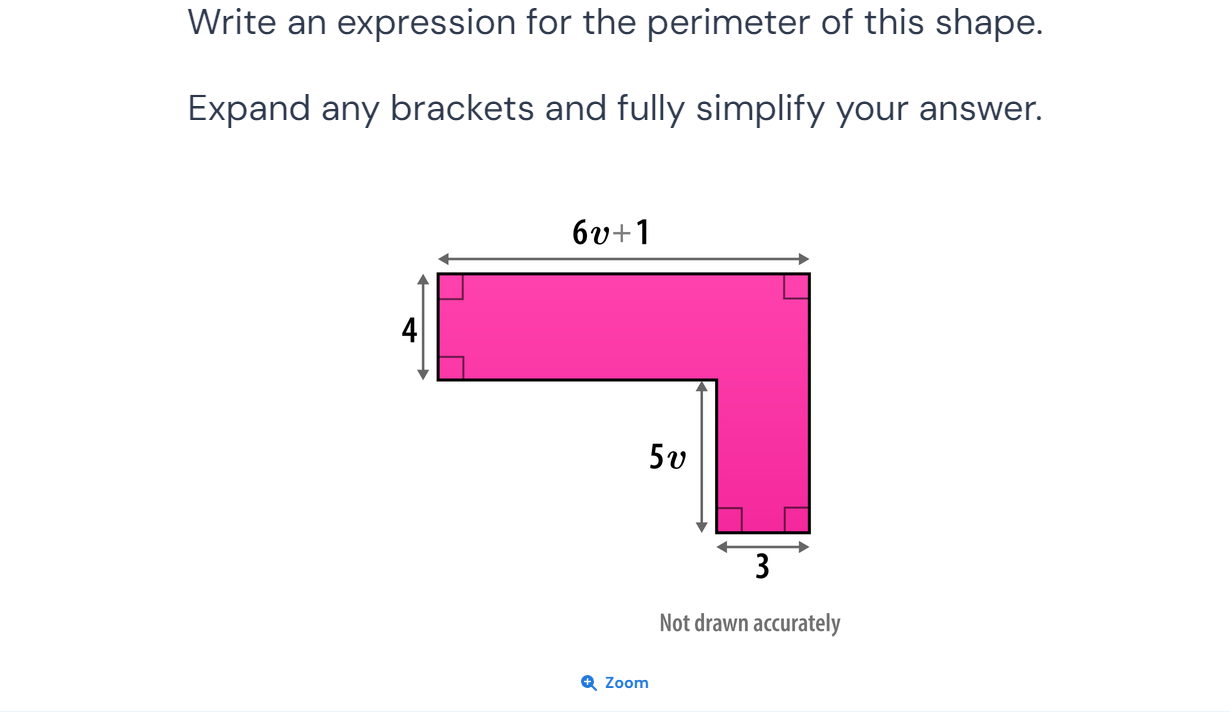 Write an expression for the perimeter of this shape.
Expand any brackets and fully simplify your answer.
6v+1
4
5v
3
Not drawn accurately
Zoom